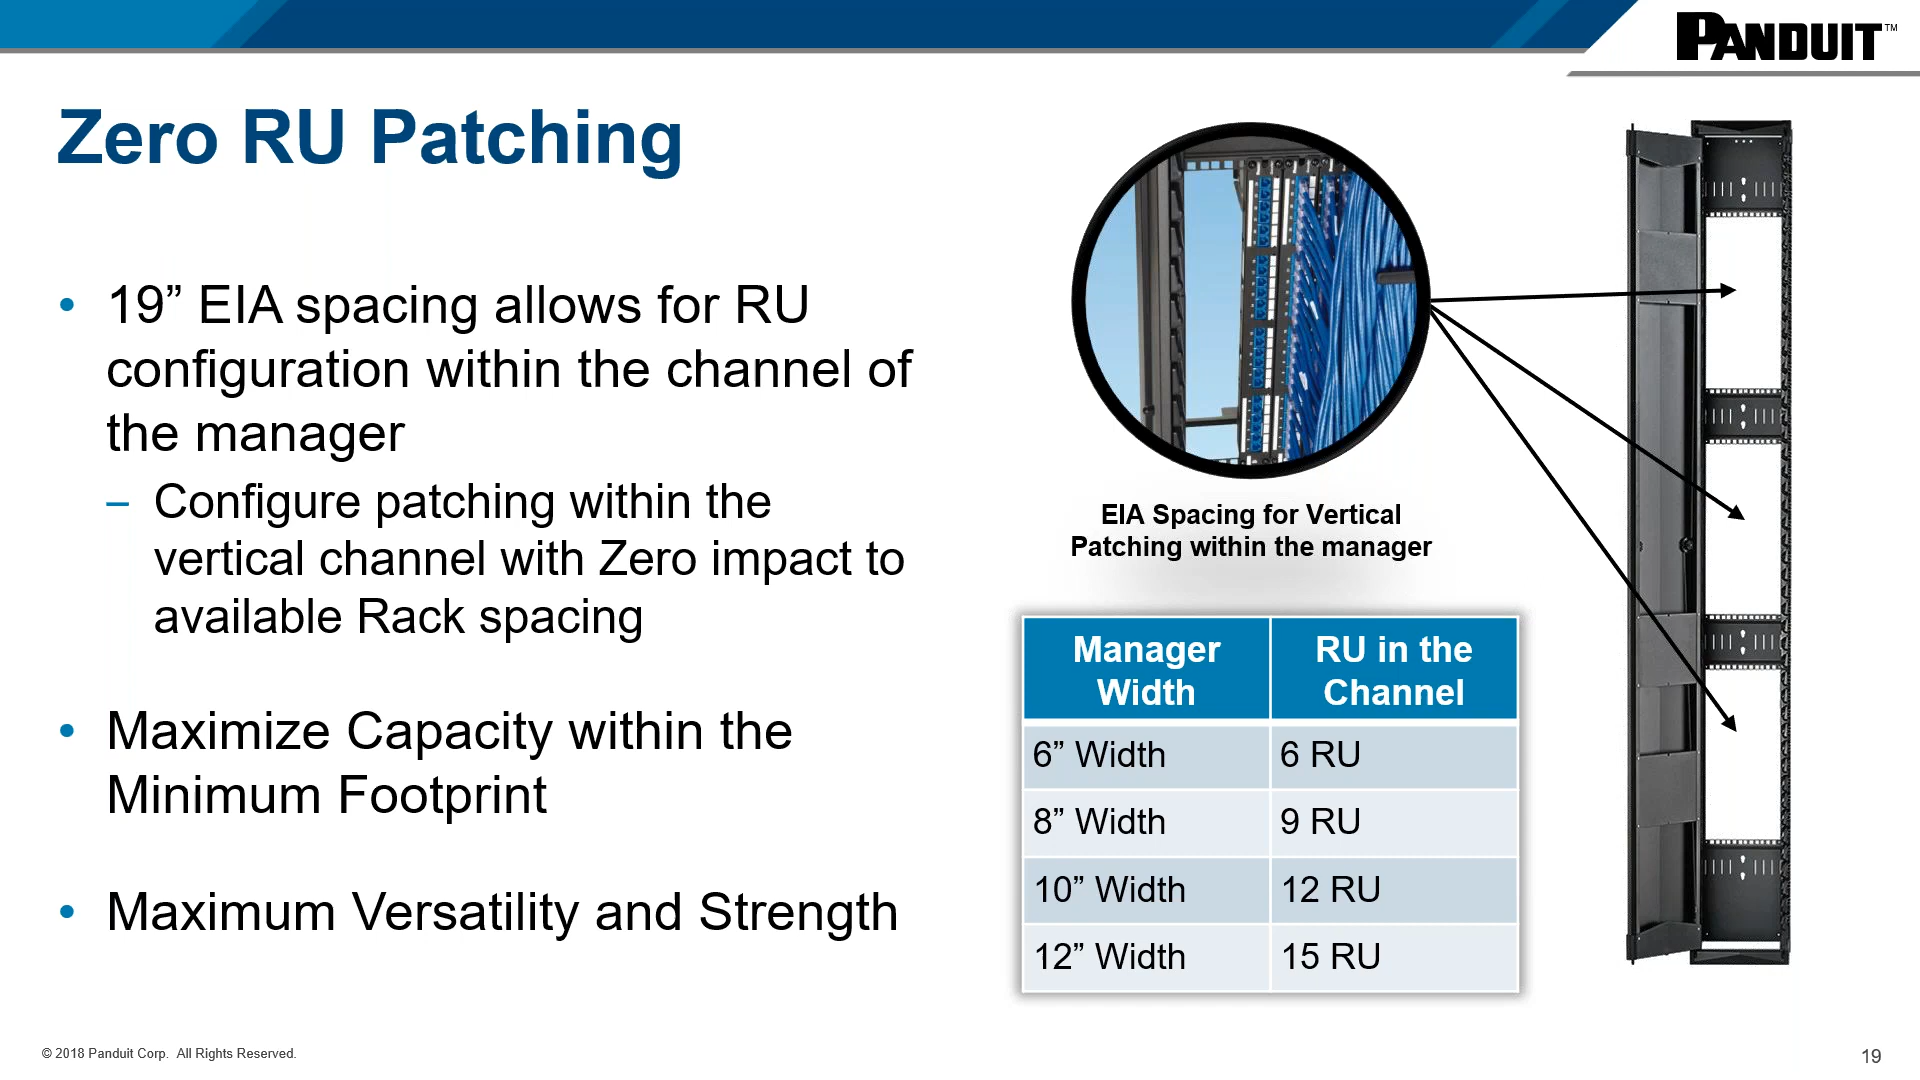 PANDUIT™
Zero RU Patching
• 19” EIA spacing allows for RU
configuration within the channel of
the manager
– Configure patching within the
vertical channel with Zero impact to
available Rack spacing
• Maximize Capacity within the
Minimum Footprint
• Maximum Versatility and Strength
EIA Spacing for Vertical
Patching within the manager
Manager Width RU in the Channel
6” Width 6 RU
8” Width 9 RU
10” Width 12 RU
12” Width 15 RU
© 2018 Panduit Corp. All Rights Reserved.
19